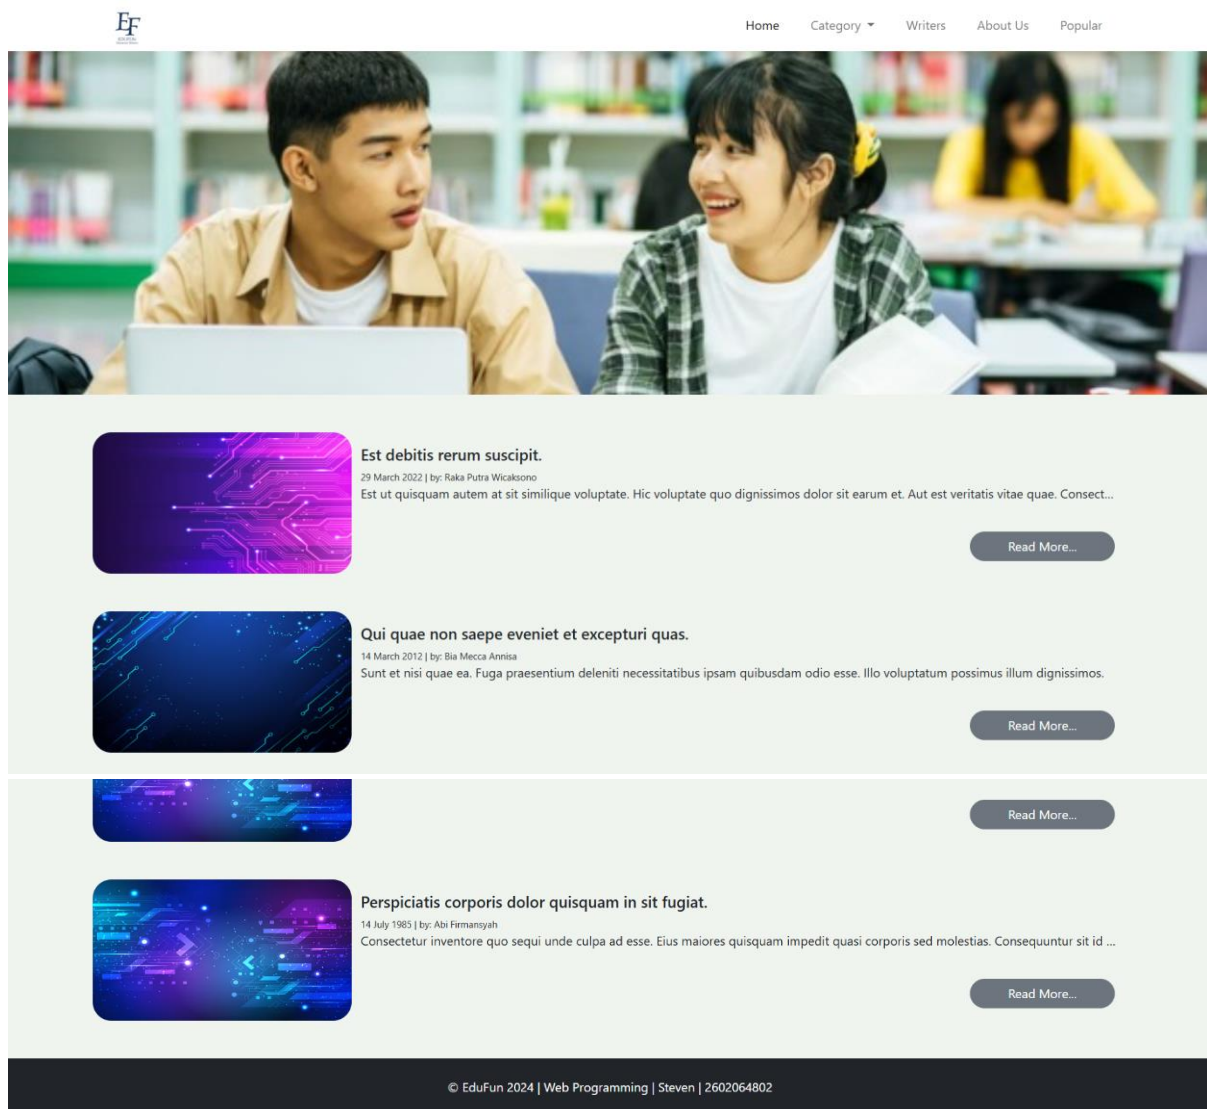 EF
Home Category Writers About Us Popular
Est debitis rerum suscipit.
29 March 2022 | by: Raka Putra Wicaksono
Est ut quisquam autem at sit similique voluptate. Hic voluptate quo dignissimos dolor sit earum et. Aut est veritatis vitae quae. Consect...
Read More...
Qui quae non saepe eveniet et excepturi quas.
14 March 2012 | by: Bia Mecca Annisa
Sunt et nisi quae ea. Fuga praesentium deleniti necessitatibus ipsam quibusdam odio esse. Illo voluptatum possimus illum dignissimos.
Read More...
Read More...
Perspiciatis corporis dolor quisquam in sit fugiat.
14 July 1985 | by: Abi Firmansyah
Consectetur inventore quo sequi unde culpa ad esse. Eius maiores quisquam impedit quasi corporis sed molestias. Consequuntur sit id ...
Read More...
© EduFun 2024 | Web Programming | Steven | 2602064802